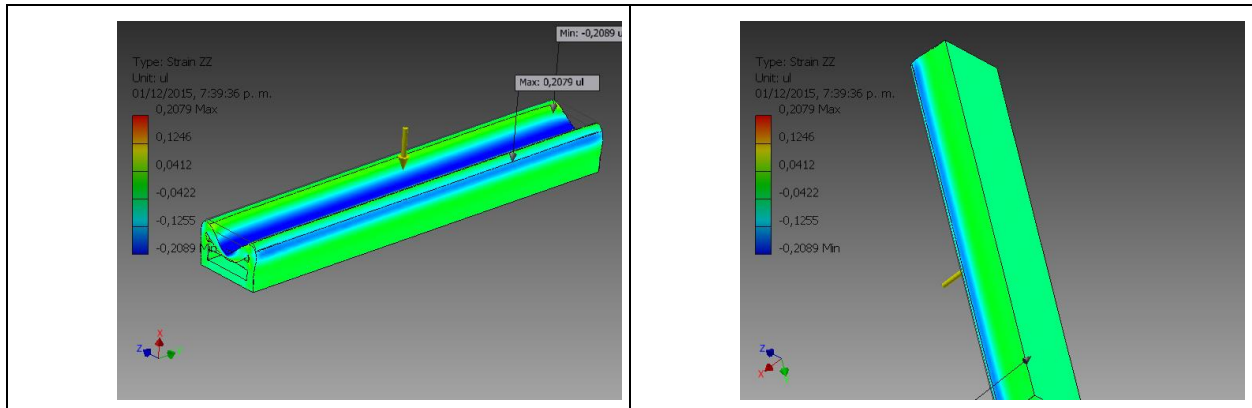 Min: -0,2089 u
Max: 0,2079 ul
Type: Strain ZZ
Unit: ul
01/12/2015, 7:39:36 p. m.
0,2079 Max
0,1246
0,0412
-0,0422
-0,1255
-0,2089 Min
Z
X
Type: Strain ZZ
Unit: ul
01/12/2015, 7:39:36 p. m.
0,2079 Max
0,1246
0,0412
-0,0422
-0,1255
-0,2089 Min
Z
X